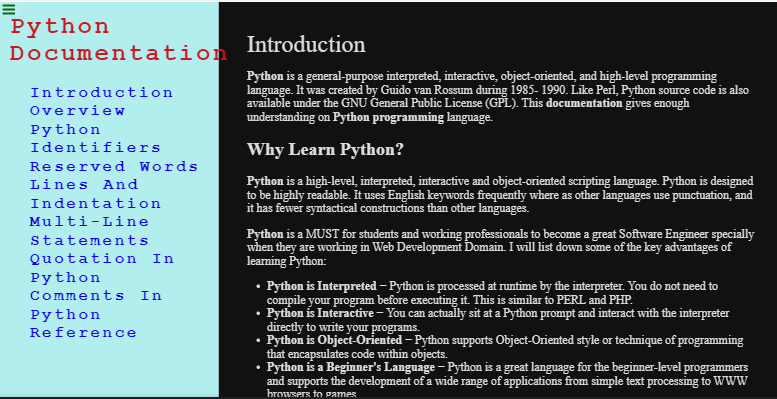 Python
Documentation
Introduction
Overview
Python
Identifiers
Reserved Words
Lines And
Indentation
Multi-Line
Statements
Quotation In
Python
Comments In
Python
Reference
Introduction
Python is a general-purpose interpreted, interactive, object-oriented, and high-level programming
language. It was created by Guido van Rossum during 1985- 1990. Like Perl, Python source code is also
available under the GNU General Public License (GPL). This documentation gives enough
understanding on Python programming language.
Why Learn Python?
Python is a high-level, interpreted, interactive and object-oriented scripting language. Python is designed
to be highly readable. It uses English keywords frequently where as other languages use punctuation, and
it has fewer syntactical constructions than other languages.
Python is a MUST for students and working professionals to become a great Software Engineer specially
when they are working in Web Development Domain. I will list down some of the key advantages of
learning Python:
• Python is Interpreted − Python is processed at runtime by the interpreter. You do not need to
compile your program before executing it. This is similar to PERL and PHP.
• Python is Interactive − You can actually sit at a Python prompt and interact with the interpreter
directly to write your programs.
• Python is Object-Oriented − Python supports Object-Oriented style or technique of programming
that encapsulates code within objects.
• Python is a Beginner's Language − Python is a great language for the beginner-level programmers
and supports the development of a wide range of applications from simple text processing to WWW
browsers to games